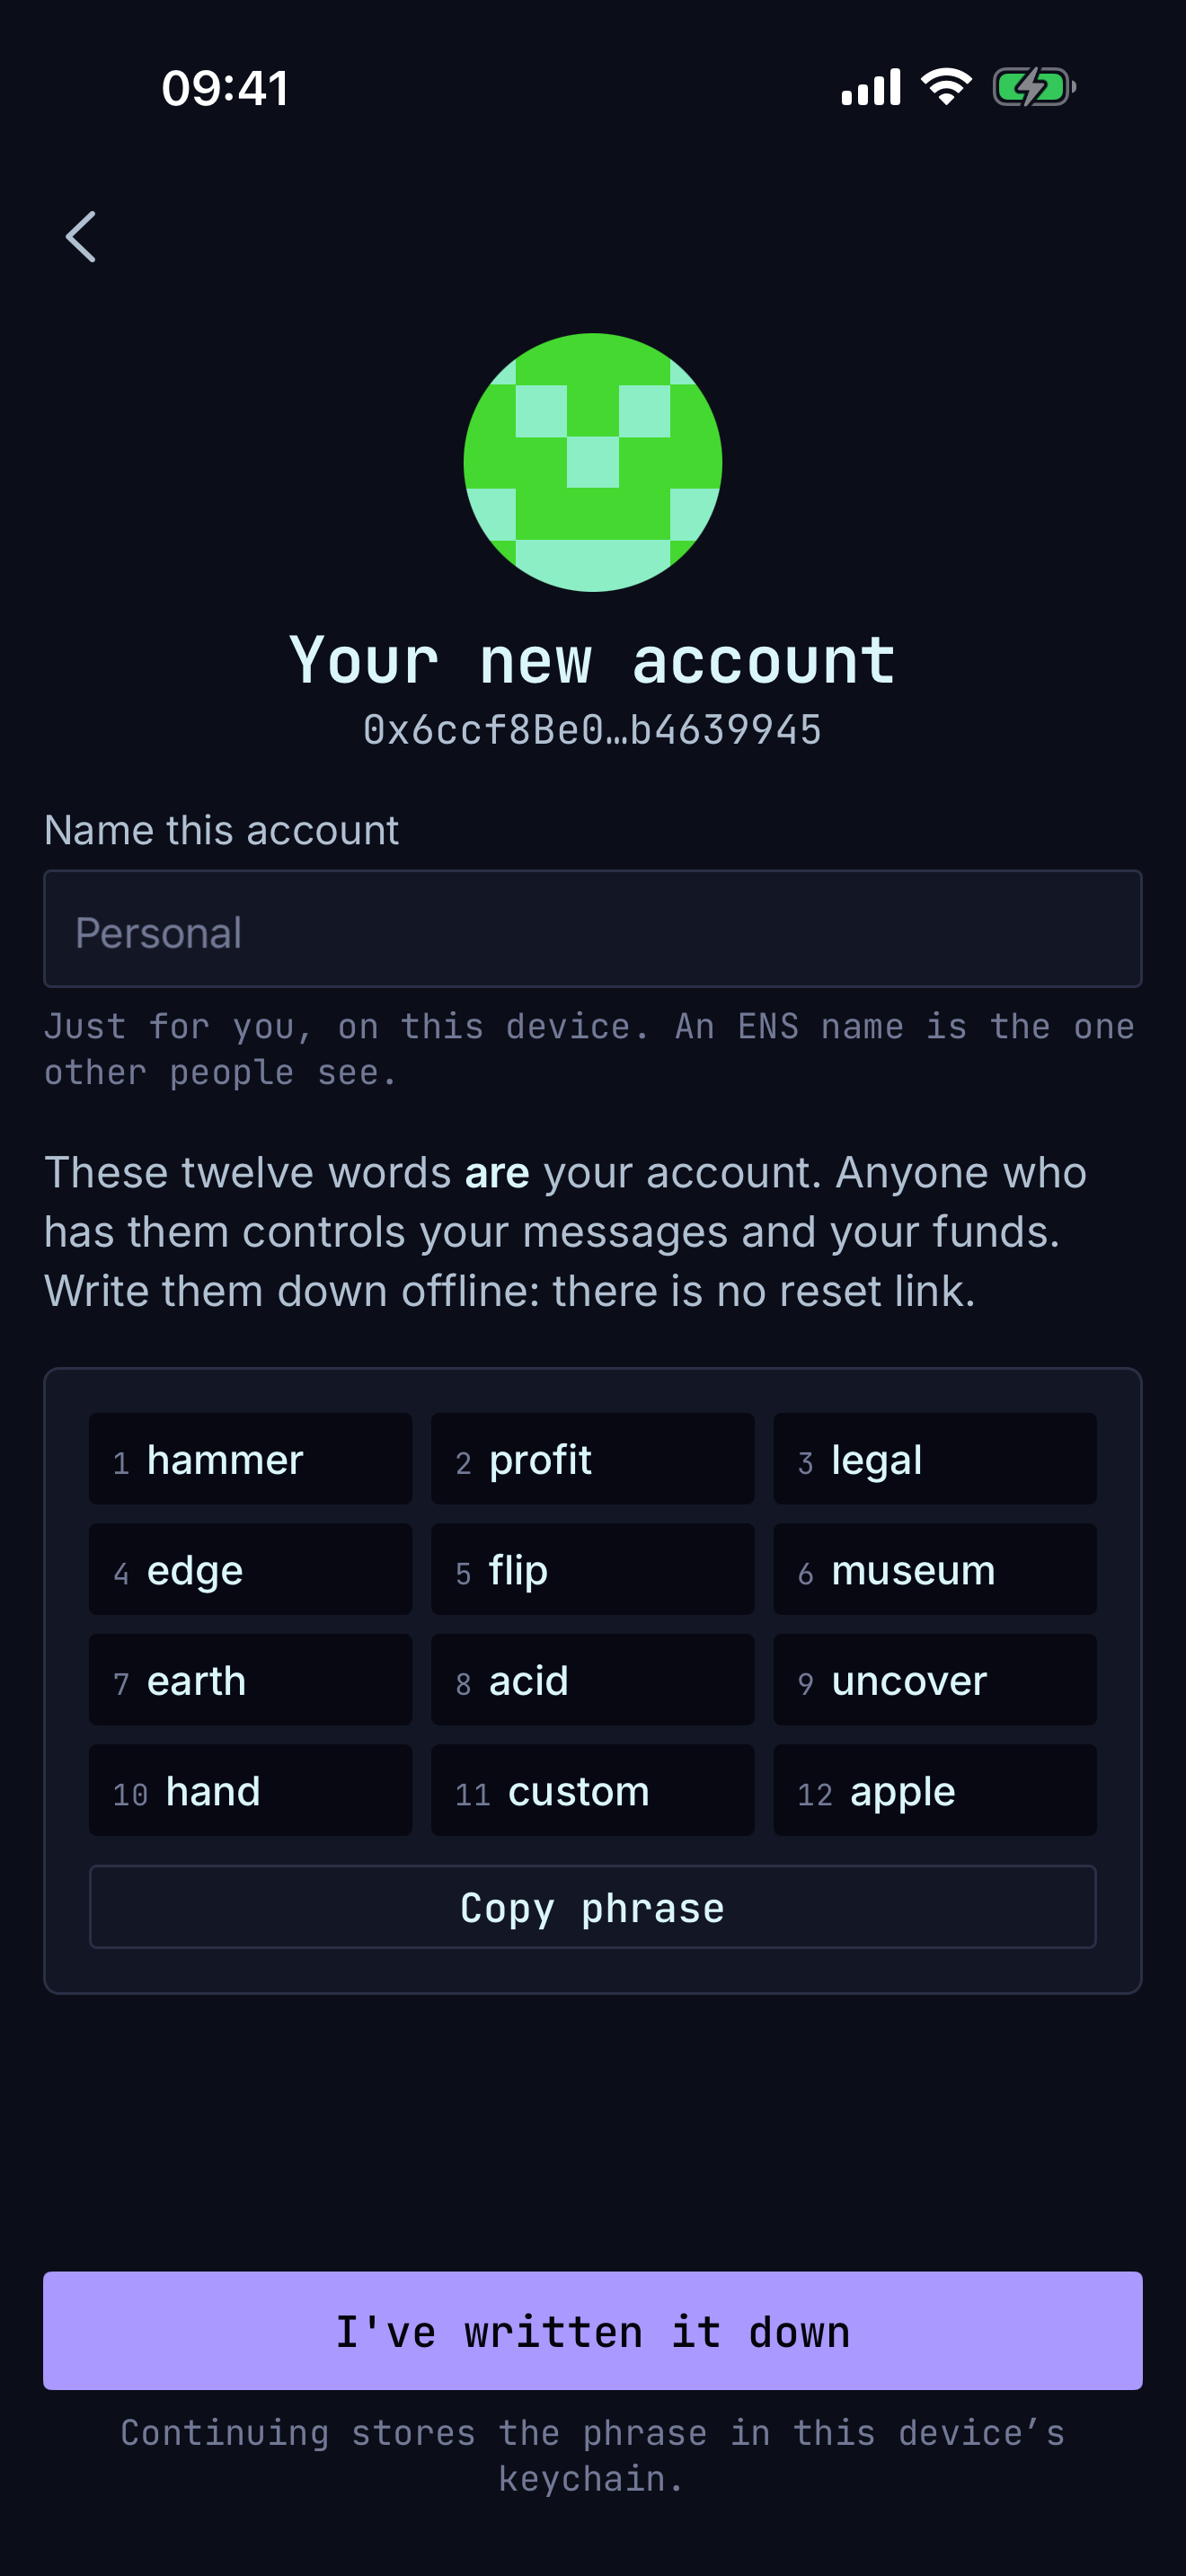 09:41
Your new account
0x6ccf8Be0…b4639945
Name this account
Personal
Just for you, on this device. An ENS name is the one
other people see.
These twelve words are your account. Anyone who
has them controls your messages and your funds.
Write them down offline: there is no reset link.
1 hammer 2 profit 3 legal
4 edge 5 flip 6 museum
7 earth 8 acid 9 uncover
10 hand 11 custom 12 apple
Copy phrase
I've written it down
Continuing stores the phrase in this device’s
keychain.